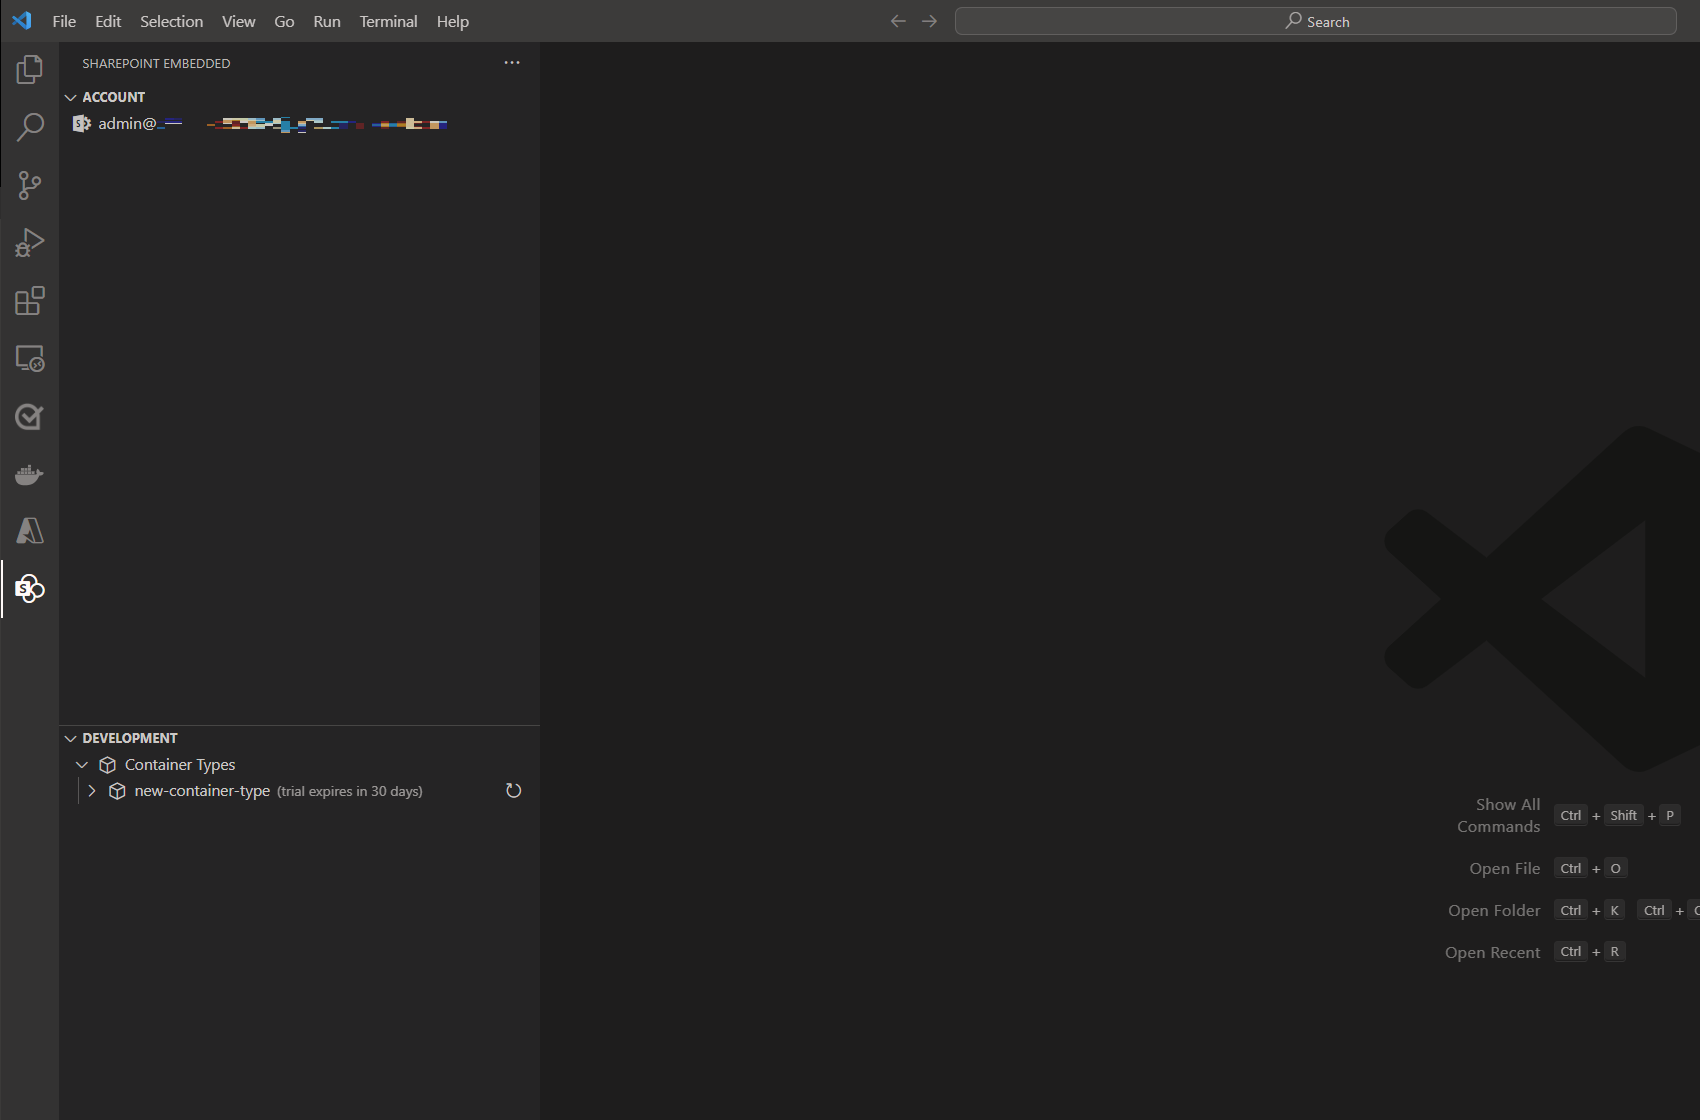 File Edit Selection View Go Run Terminal Help
Search
SHAREPOINT EMBEDDED
ACCOUNT
admin@
DEVELOPMENT
Container Types
new-container-type (trial expires in 30 days)
Show All
Commands
Ctrl + Shift + P
Open File Ctrl + O
Open Folder Ctrl + K Ctrl +
Open Recent Ctrl + R